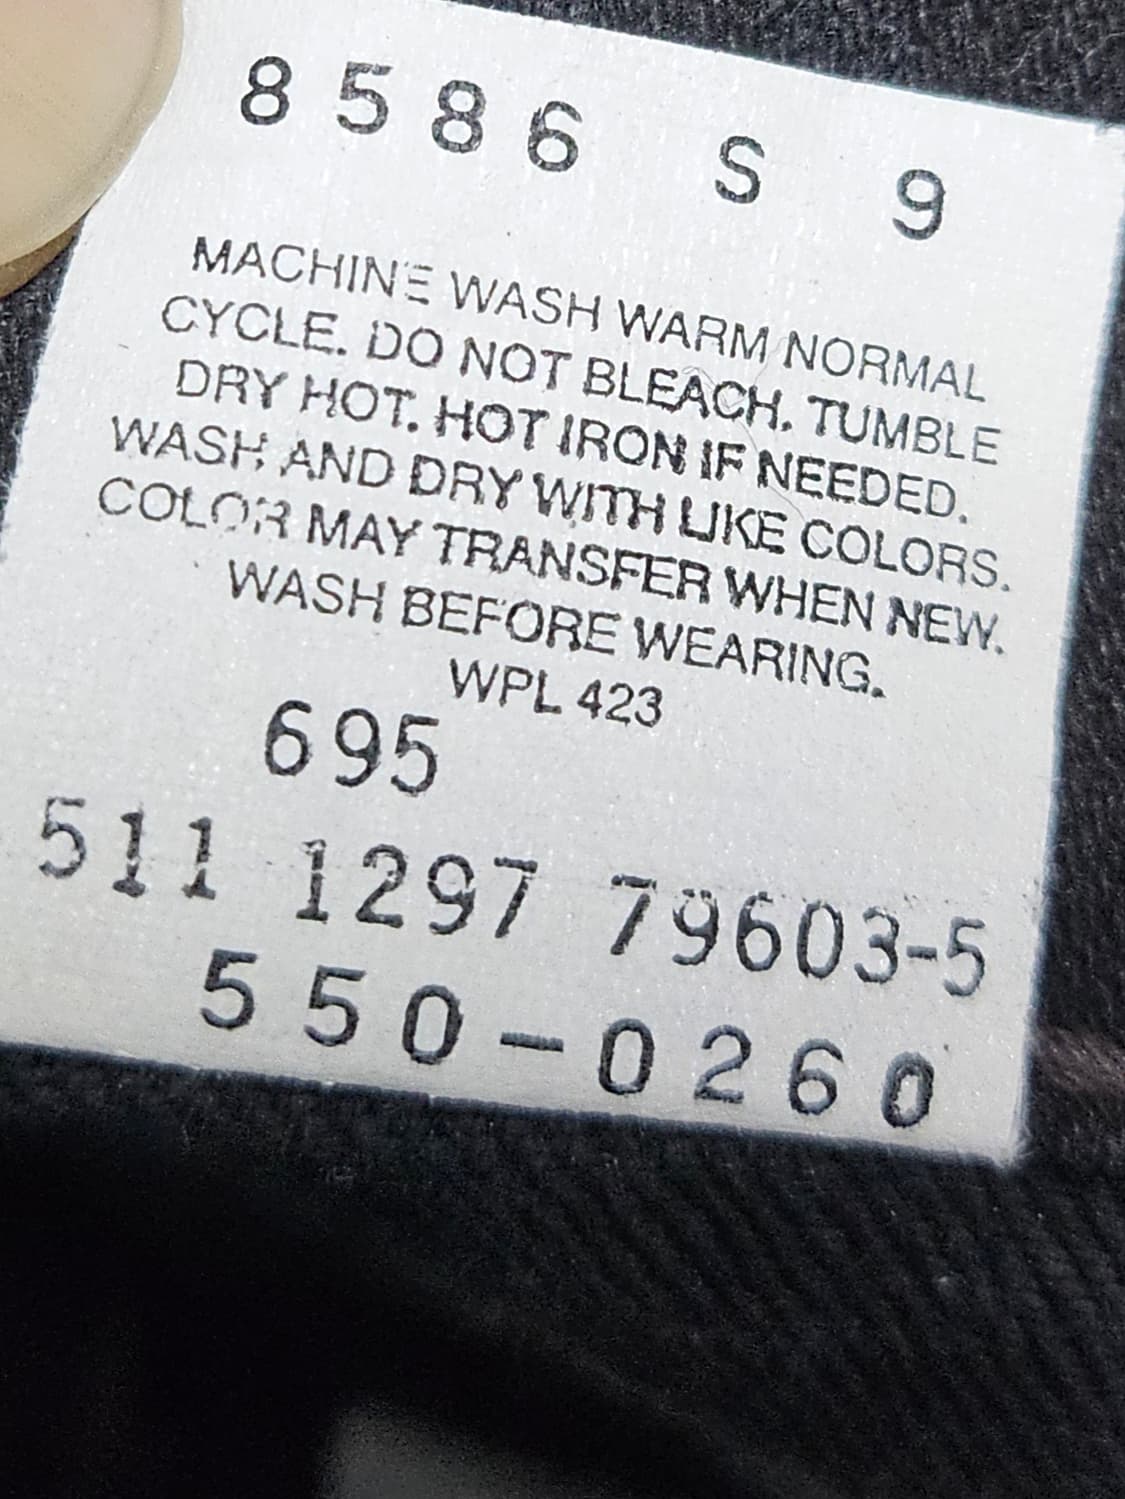 8586 S 9
MACHINE WASH WARM NORMAL
CYCLE. DO NOT BLEACH. TUMBLE
DRY HOT. HOT IRON IF NEEDED.
WASH AND DRY WITH LIKE COLORS.
COLOR MAY TRANSFER WHEN NEW.
WASH BEFORE WEARING.
WPL 423
695
511 1297 79603-5
550-0260